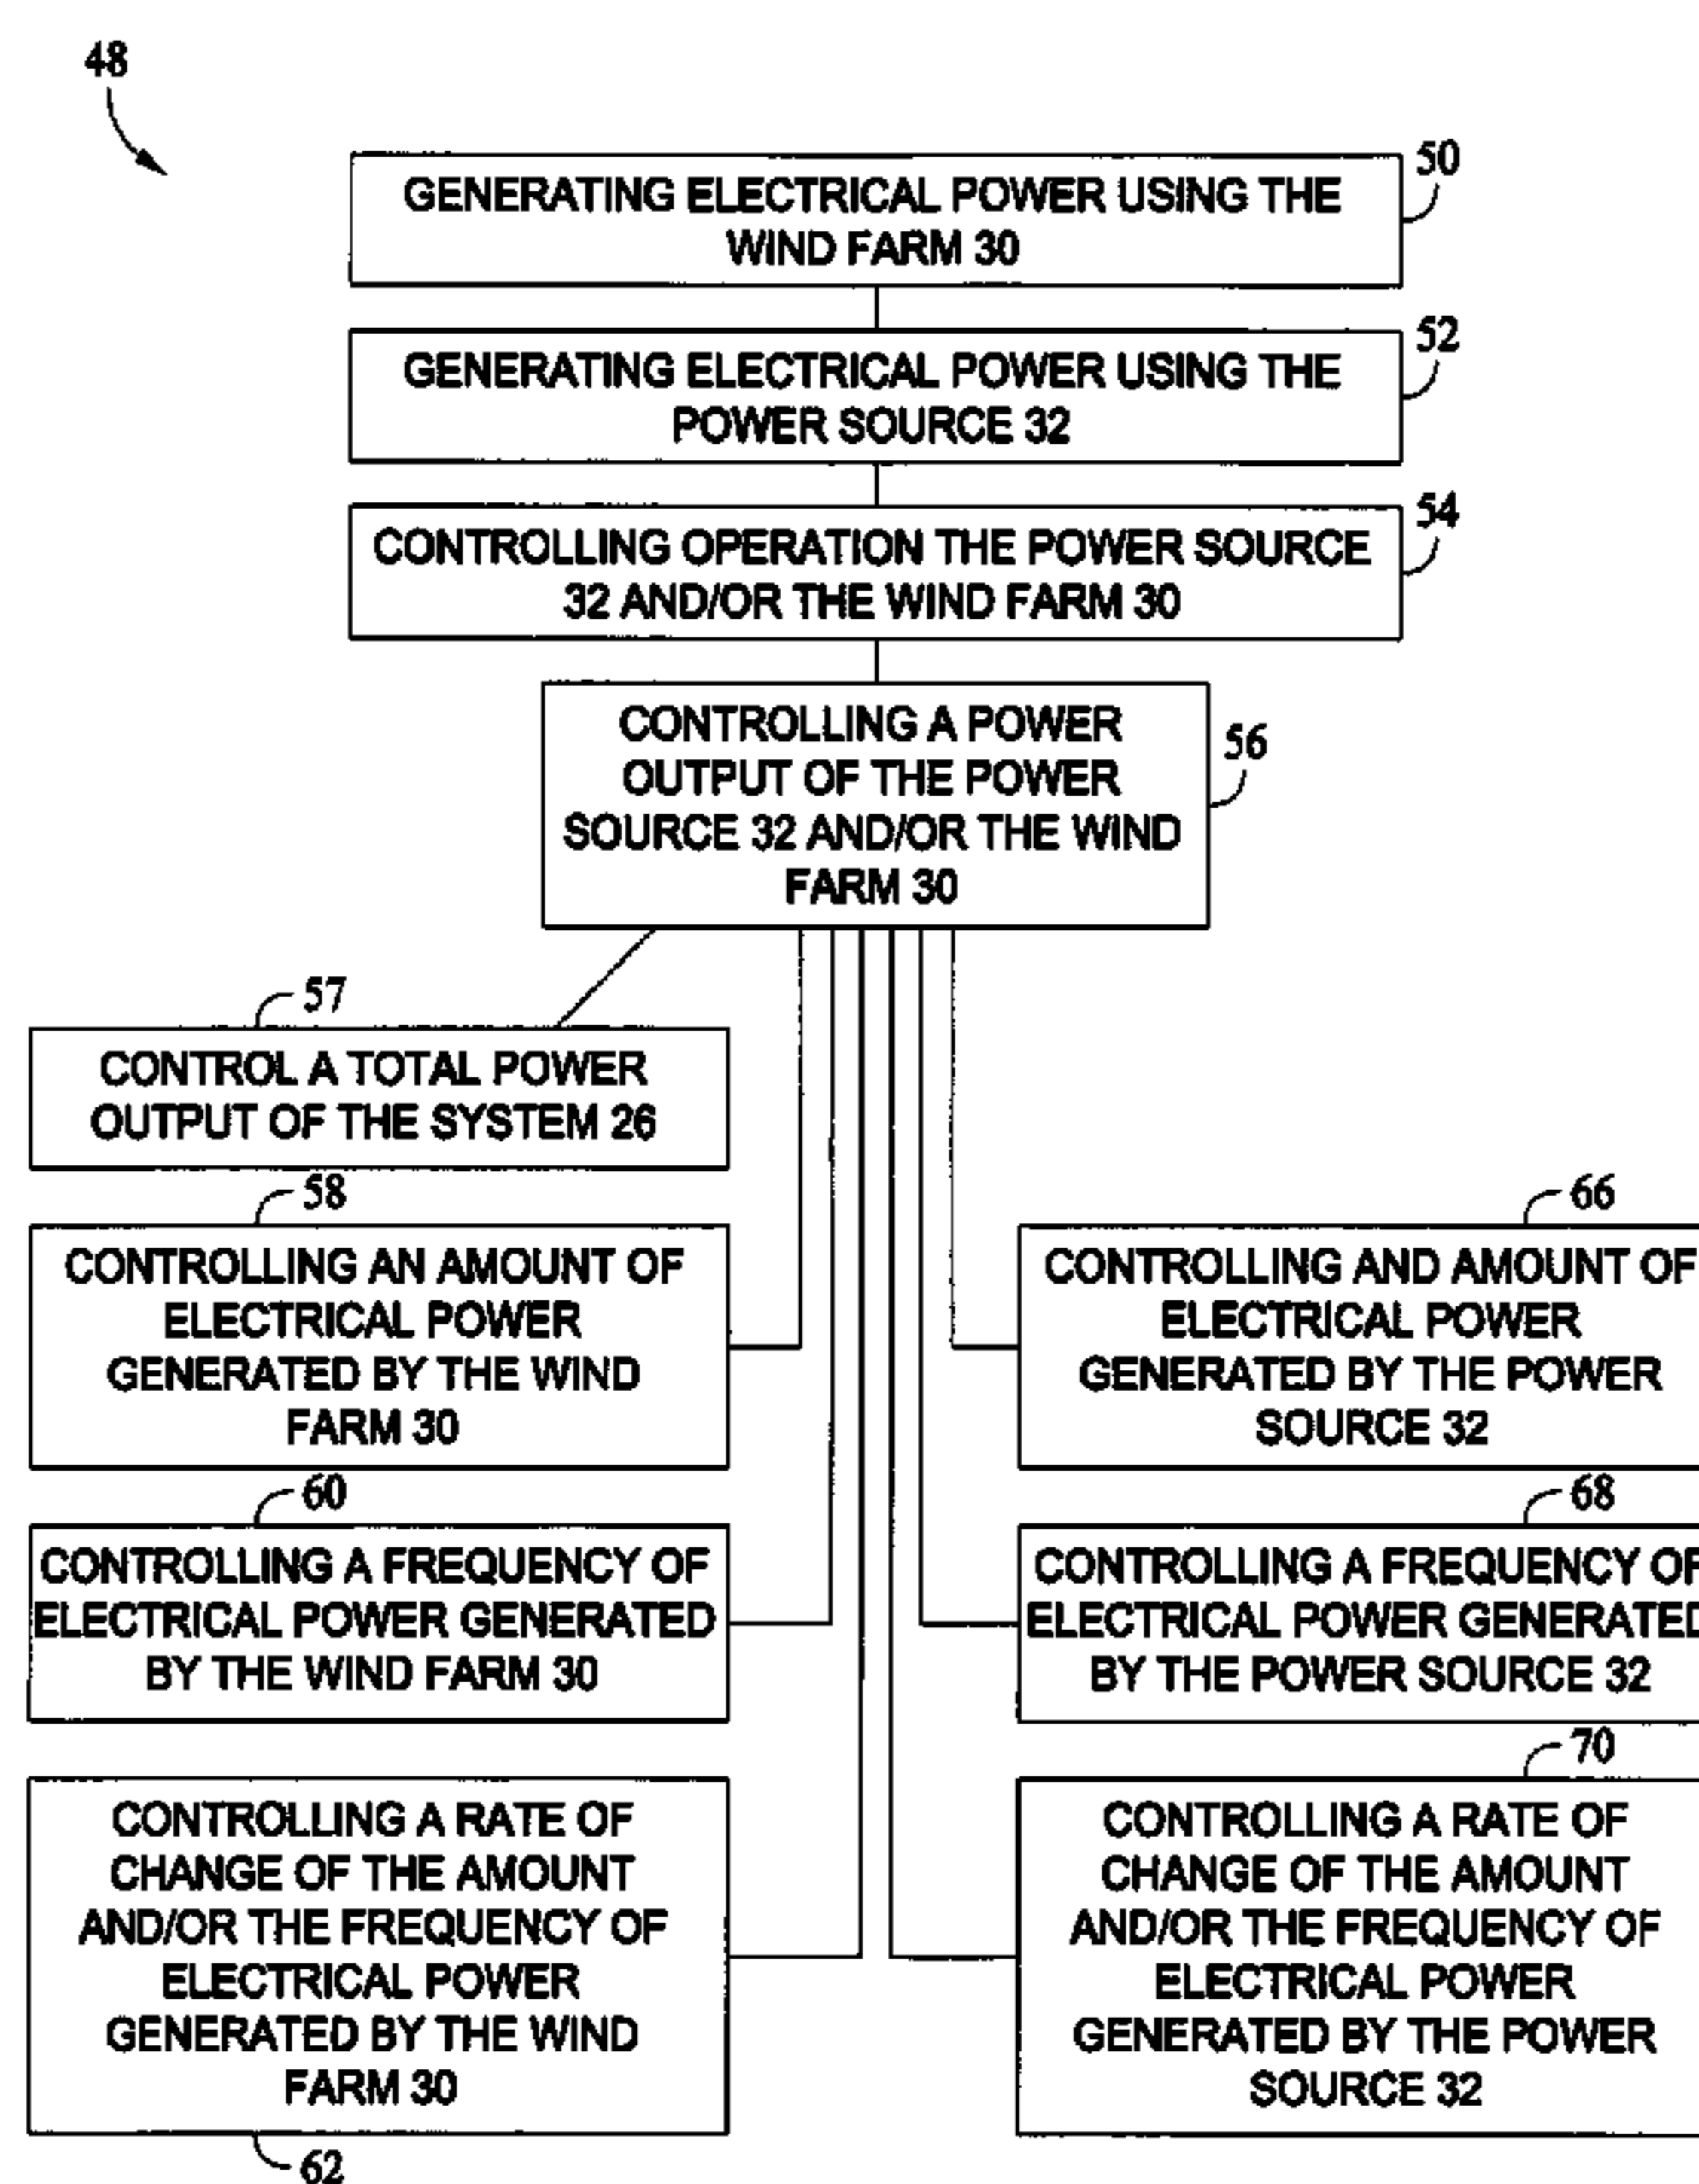 48
50
GENERATING ELECTRICAL POWER USING THE
WIND FARM 30
52
GENERATING ELECTRICAL POWER USING THE
POWER SOURCE 32
54
CONTROLLING OPERATION THE POWER SOURCE
32 AND/OR THE WIND FARM 30
56
CONTROLLING A POWER
OUTPUT OF THE POWER
SOURCE 32 AND/OR THE WIND
FARM 30
57
CONTROL A TOTAL POWER
OUTPUT OF THE SYSTEM 26
58
CONTROLLING AN AMOUNT OF
ELECTRICAL POWER
GENERATED BY THE WIND
FARM 30
60
CONTROLLING A FREQUENCY OF
ELECTRICAL POWER GENERATED
BY THE WIND FARM 30
CONTROLLING A RATE OF
CHANGE OF THE AMOUNT
AND/OR THE FREQUENCY OF
ELECTRICAL POWER
GENERATED BY THE WIND
FARM 30
62
66
CONTROLLING AND AMOUNT OF
ELECTRICAL POWER
GENERATED BY THE POWER
SOURCE 32
68
CONTROLLING A FREQUENCY OF
ELECTRICAL POWER GENERATED
BY THE POWER SOURCE 32
70
CONTROLLING A RATE OF
CHANGE OF THE AMOUNT
AND/OR THE FREQUENCY OF
ELECTRICAL POWER
GENERATED BY THE POWER
SOURCE 32